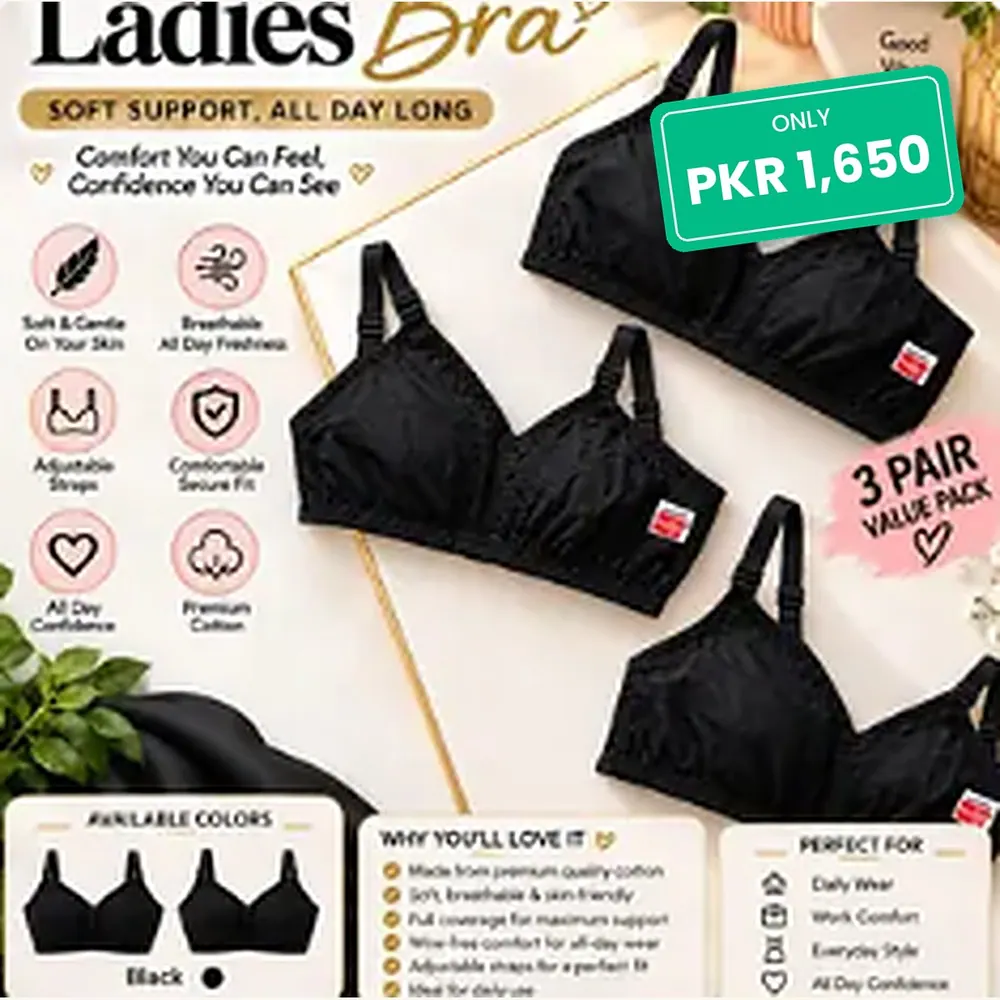 Ladies Bra
SOFT SUPPORT, ALL DAY LONG
Comfort You Can Feel,
Confidence You Can See
Good
ONLY
PKR 1,650
Soft & Gentle
On Your Skin
Breathable
All Day Freshness
Adjustable
Straps
Comfortable
Secure Fit
All Day
Confidence
Premium
Cotton
3 PAIR
VALUE PACK
AVAILABLE COLORS
Black
WHY YOU'LL LOVE IT
Made from premium quality cotton
Soft, breathable & skin-friendly
Full coverage for maximum support
Wire-free comfort for all-day wear
Adjustable straps for a perfect fit
Ideal for daily use
PERFECT FOR
Daily Wear
Work Comfort
Everyday Style
All Day Confidence